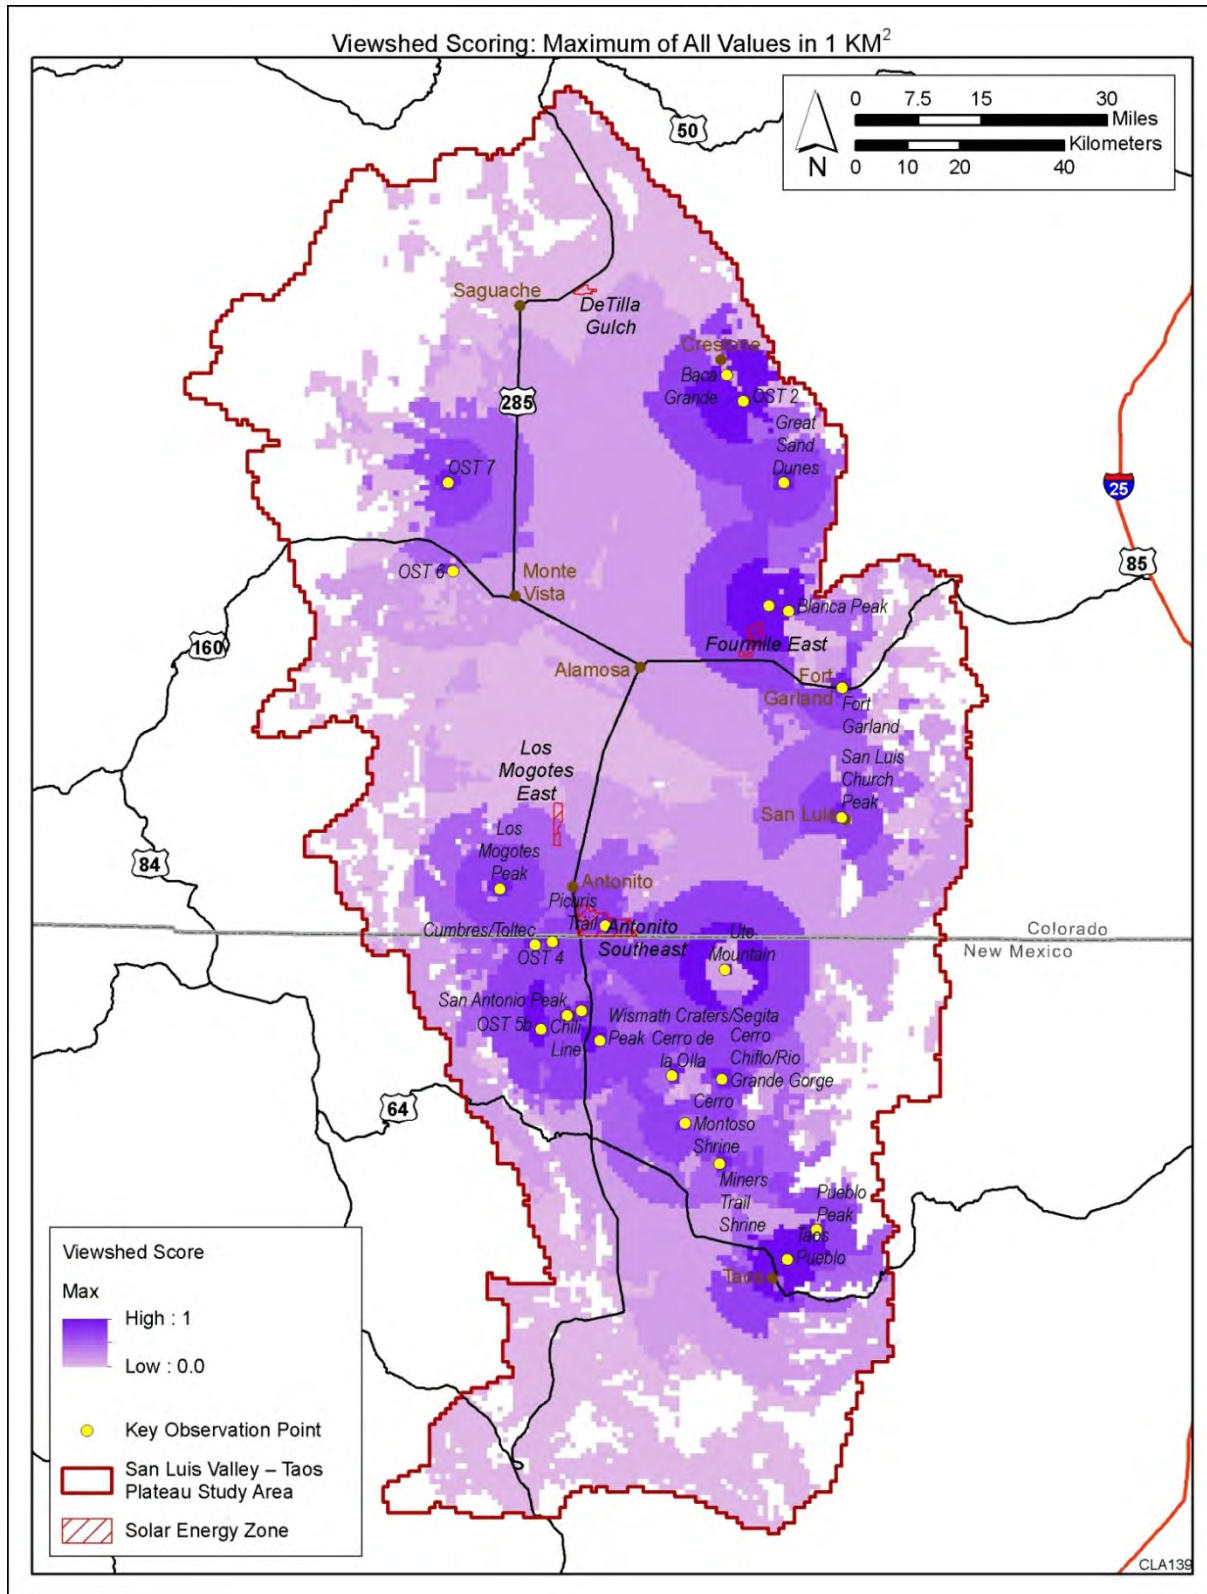 Viewshed Scoring: Maximum of All Values in 1 KM²
0 7.5 15 30
Miles
Kilometers
0 10 20 40
N
50
Saguache
DeTilla
Gulch
Crestone
Baca
Grande
OST 2
285
Great
Sand
Dunes
OST 7
25
85
OST 6
Monte
Vista
Blanca Peak
160
Fourmile East
Alamosa
Fort
Garland
Fort
Garland
Los
Mogotes
East
San Luis
Church
Peak
San Luis
Los
Mogotes
Peak
84
Antonito
Picuris
Trail
Cumbres/Toltec
OST 4
Antonito
Southeast
Ute
Mountain
Colorado
New Mexico
San Antonio Peak
OST 5b
Chili
Line
Wismath Craters/Segita
Peak
Cerro de
la Olla
Cerro
Chiflo/Rio
Grande Gorge
64
Cerro
Montoso
Shrine
Miners
Trail
Shrine
Pueblo
Peak
Taos
Pueblo
Taos
Viewshed Score
Max
High : 1
Low : 0.0
Key Observation Point
San Luis Valley – Taos
Plateau Study Area
Solar Energy Zone
CLA139